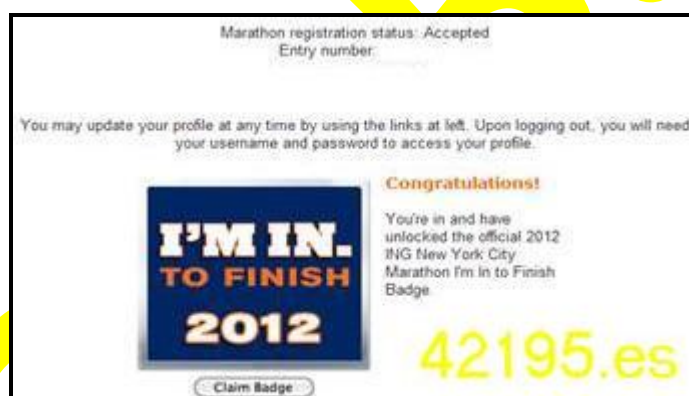 Marathon registration status: Accepted
Entry number:
You may update your profile at any time by using the links at left. Upon logging out, you will need
your username and password to access your profile.
Congratulations!
You're in and have
unlocked the official 2012
ING New York City
Marathon I'm In to Finish
Badge
I'M IN.
TO FINISH
2012
Claim Badge
42195.es